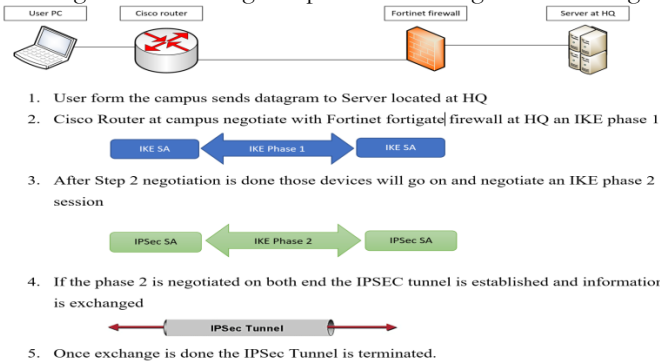 User PC
Cisco router
Fortinet firewall
Server at HQ
1. User form the campus sends datagram to Server located at HQ
2. Cisco Router at campus negotiate with Fortinet fortigate firewall at HQ an IKE phase 1
IKE SA
IKE Phase 1
IKE SA
3. After Step 2 negotiation is done those devices will go on and negotiate an IKE phase 2
session
IPSec SA
IKE Phase 2
IPSec SA
4. If the phase 2 is negotiated on both end the IPSEC tunnel is established and information
is exchanged
IPSec Tunnel
5. Once exchange is done the IPSec Tunnel is terminated.